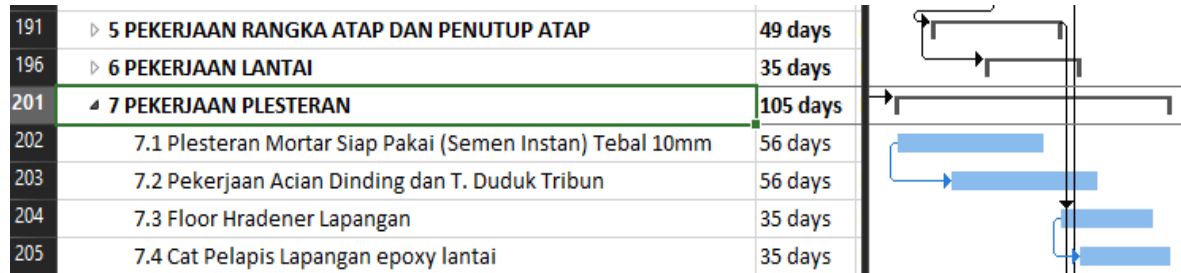 191 5 PEKERJAAN RANGKA ATAP DAN PENUTUP ATAP 49 days
196 6 PEKERJAAN LANTAI 35 days
201 7 PEKERJAAN PLESTERAN 105 days
202 7.1 Plesteran Mortar Siap Pakai (Semen Instan) Tebal 10mm 56 days
203 7.2 Pekerjaan Acian Dinding dan T. Duduk Tribun 56 days
204 7.3 Floor Hradener Lapangan 35 days
205 7.4 Cat Pelapis Lapangan epoxy lantai 35 days